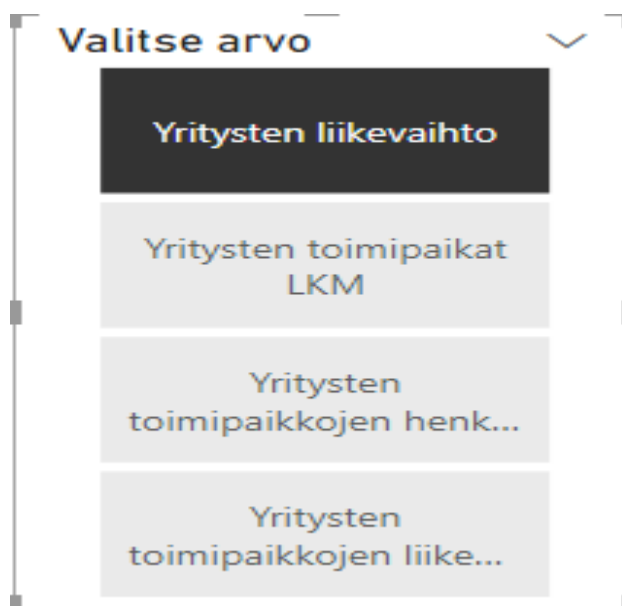 Valitse arvo
Yritysten liikevaihto
Yritysten toimipaikat
LKM
Yritysten
toimipaikkojen henk...
Yritysten
toimipaikkojen liike...